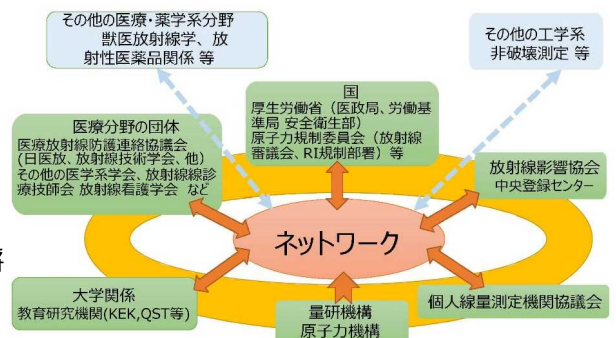 その他の医療・薬学系分野
獣医放射線学、放
射性医薬品関係 等
その他の工学系
非破壊測定 等
国
厚生労働省（医政局、労働基
準局 安全衛生部）
原子力規制委員会（放射線
審議会、RI規制部署）等
医療分野の団体
医療放射線防護連絡協議会
(日医放、放射線技術学会、他)
その他の医学系学会、放射線線診
療技師会 放射線看護学会 など
放射線影響協会
中央登録センター
ネットワーク
大学関係
教育研究機関(KEK,QST等)
量研機構
原子力機構
個人線量測定機関協議会